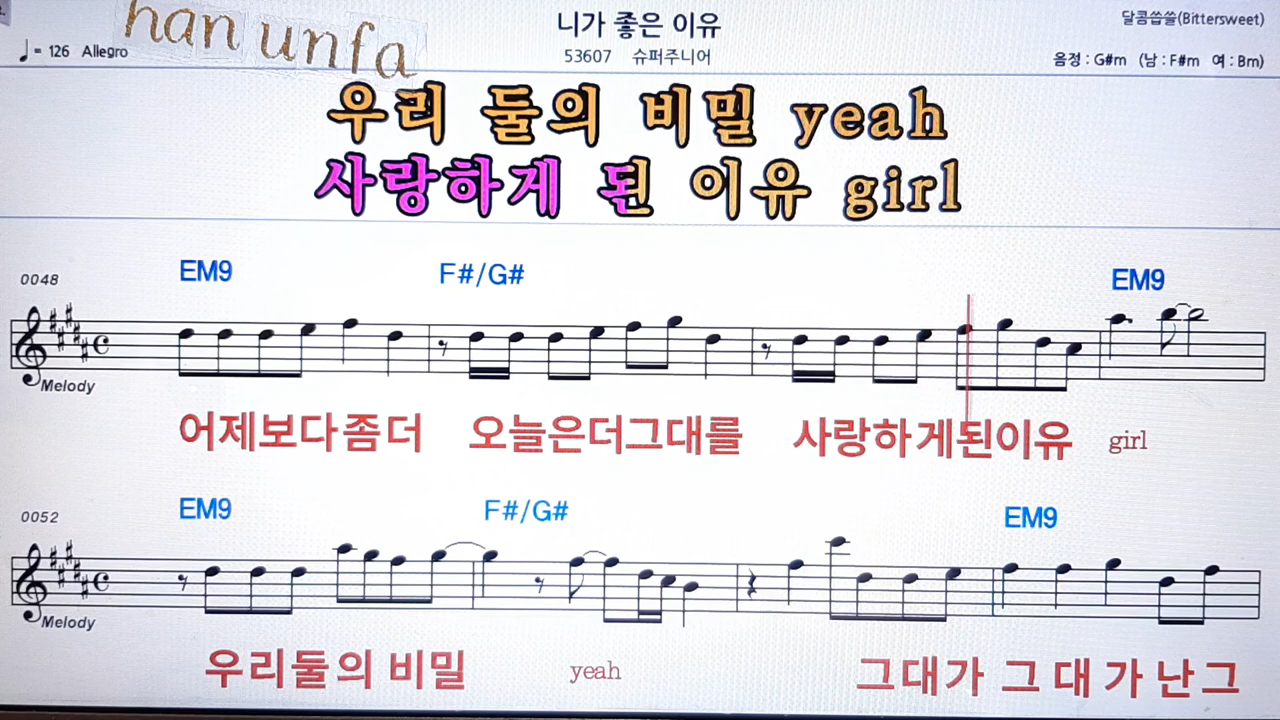 han unfa
니가 좋은 이유
달콤씁쓸(Bittersweet)
♩= 126 Allegro
53607 슈퍼주니어
음정 : G#m (남 : F#m 여 : Bm)
우리 둘의 비밀 yeah
사랑하게 된 이유 girl
0048 EM9 F#/G# EM9
Melody
어제보다좀더 오늘은더그대를 사랑하게된이유 girl
0052 EM9 F#/G# EM9
Melody
우리둘의 비밀 yeah 그대가 그 대 가 난 그